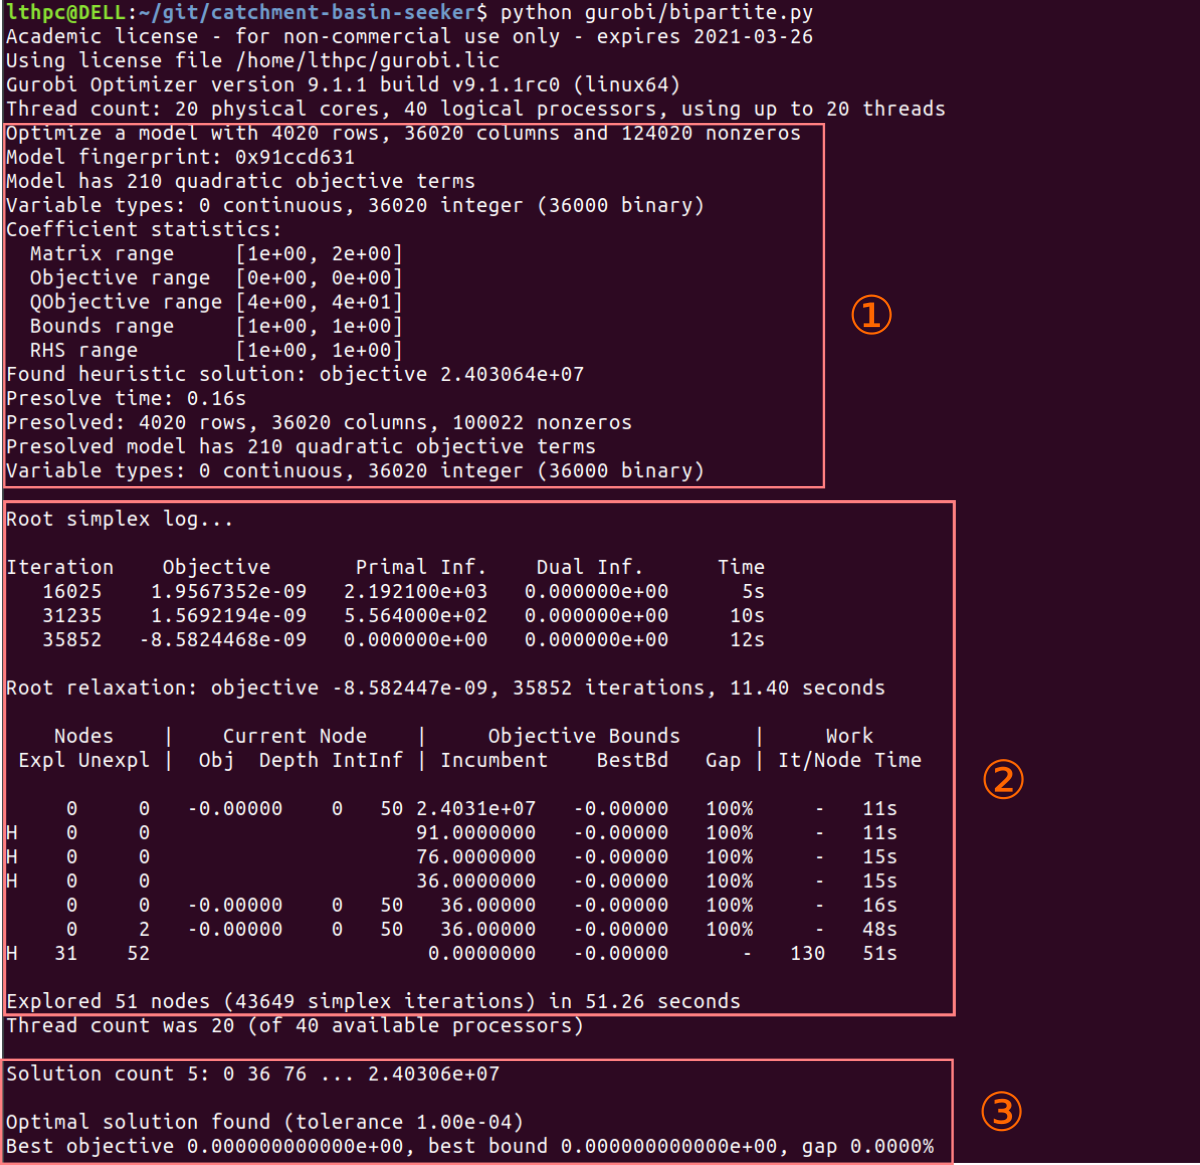 lthpc@DELL:~/git/catchment-basin-seeker$ python gurobi/bipartite.py
Academic license - for non-commercial use only - expires 2021-03-26
Using license file /home/lthpc/gurobi.lic
Gurobi Optimizer version 9.1.1 build v9.1.1rc0 (linux64)
Thread count: 20 physical cores, 40 logical processors, using up to 20 threads
Optimize a model with 4020 rows, 36020 columns and 124020 nonzeros
Model fingerprint: 0x91ccd631
Model has 210 quadratic objective terms
Variable types: 0 continuous, 36020 integer (36000 binary)
Coefficient statistics:
  Matrix range     [1e+00, 2e+00]
  Objective range  [0e+00, 0e+00]
  QObjective range [4e+00, 4e+01]
  Bounds range     [1e+00, 1e+00]
  RHS range        [1e+00, 1e+00]
①
Found heuristic solution: objective 2.403064e+07
Presolve time: 0.16s
Presolved: 4020 rows, 36020 columns, 100022 nonzeros
Presolved model has 210 quadratic objective terms
Variable types: 0 continuous, 36020 integer (36000 binary)
Root simplex log...
Iteration    Objective       Primal Inf.    Dual Inf.      Time
   16025    1.9567352e-09   2.192100e+03   0.000000e+00      5s
   31235    1.5692194e-09   5.564000e+02   0.000000e+00     10s
   35852   -8.5824468e-09   0.000000e+00   0.000000e+00     12s
Root relaxation: objective -8.582447e-09, 35852 iterations, 11.40 seconds
    Nodes    |    Current Node    |     Objective Bounds      |     Work
 Expl Unexpl |  Obj  Depth IntInf | Incumbent    BestBd   Gap | It/Node Time
②
     0     0   -0.00000    0   50 2.4031e+07   -0.00000   100%     -   11s
H    0     0                      91.0000000   -0.00000   100%     -   11s
H    0     0                      76.0000000   -0.00000   100%     -   15s
H    0     0                      36.0000000   -0.00000   100%     -   15s
     0     0   -0.00000    0   50   36.00000   -0.00000   100%     -   16s
     0     2   -0.00000    0   50   36.00000   -0.00000   100%     -   48s
H   31    52                       0.0000000   -0.00000      -   130   51s
Explored 51 nodes (43649 simplex iterations) in 51.26 seconds
Thread count was 20 (of 40 available processors)
Solution count 5: 0 36 76 ... 2.40306e+07
③
Optimal solution found (tolerance 1.00e-04)
Best objective 0.000000000000e+00, best bound 0.000000000000e+00, gap 0.0000%